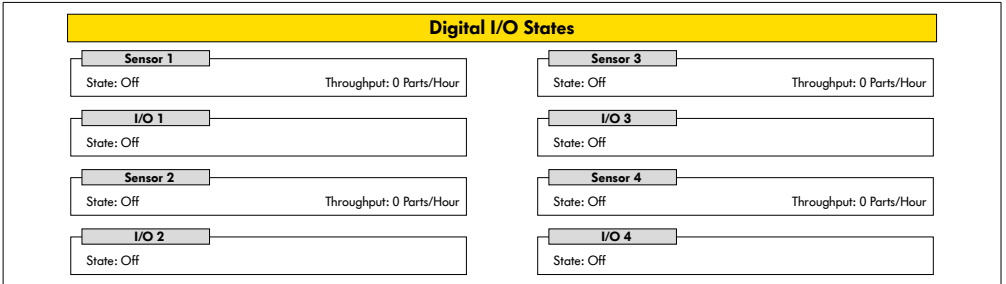 Digital I/O States
Sensor 1
State: Off Throughput: 0 Parts/Hour
I/O 1
State: Off
Sensor 2
State: Off Throughput: 0 Parts/Hour
I/O 2
State: Off
Sensor 3
State: Off Throughput: 0 Parts/Hour
I/O 3
State: Off
Sensor 4
State: Off Throughput: 0 Parts/Hour
I/O 4
State: Off